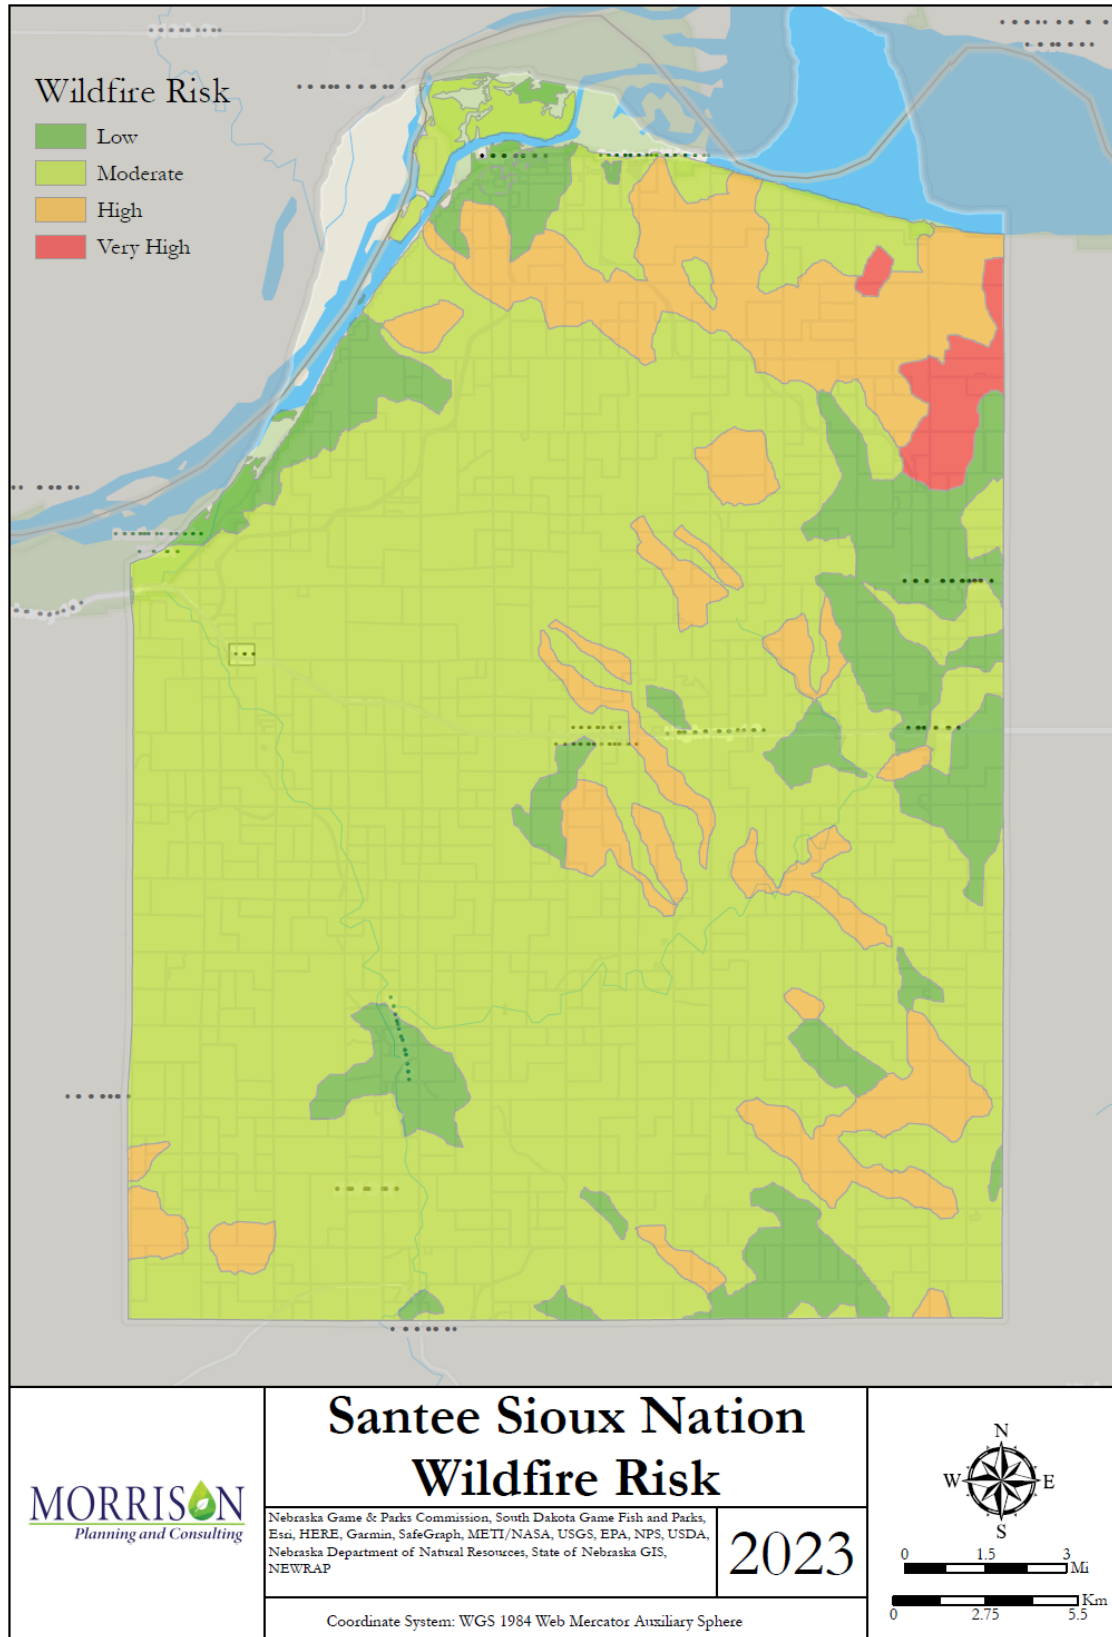 Wildfire Risk
Low
Moderate
High
Very High
MORRISON
Planning and Consulting
Santee Sioux Nation
Wildfire Risk
Nebraska Game & Parks Commission, South Dakota Game Fish and Parks,
Esri, HERE, Garmin, SafeGraph, METI/NASA, USGS, EPA, NPS, USDA,
Nebraska Department of Natural Resources, State of Nebraska GIS,
NEWRAP
2023
Coordinate System: WGS 1984 Web Mercator Auxiliary Sphere
N
W E
S
0 1.5 3
Mi
Km
0 2.75 5.5